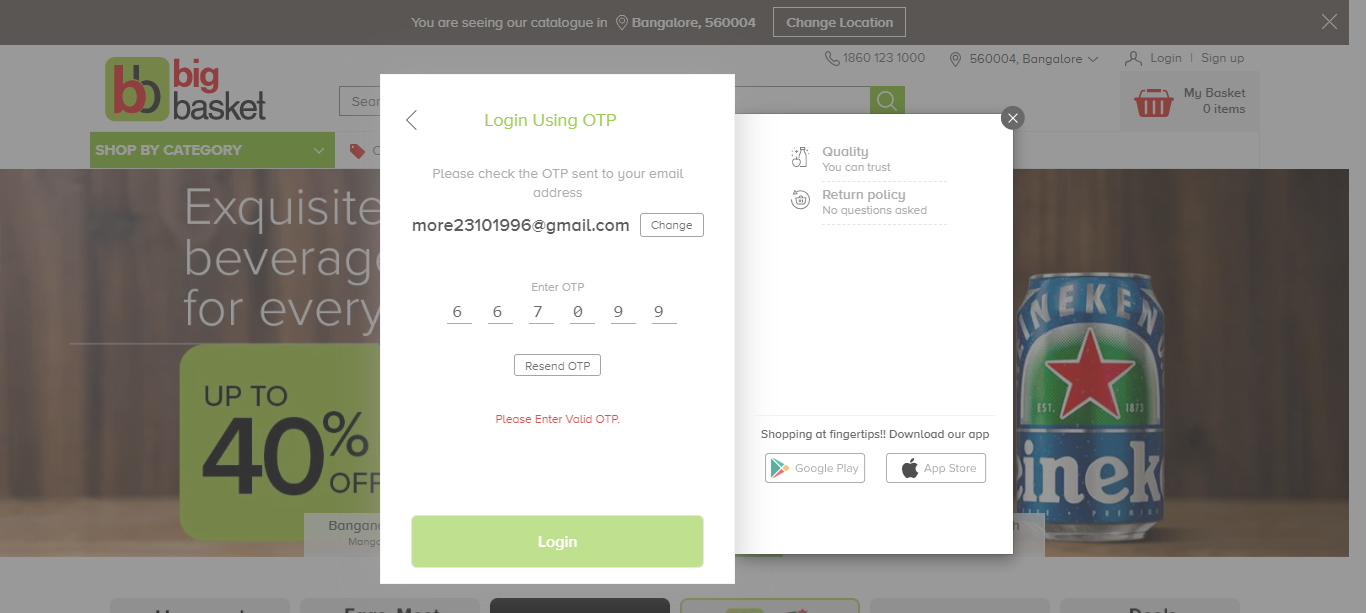 You are seeing our catalogue in Bangalore, 560004 Change Location
1860 123 1000 560004, Bangalore Login | Sign up
big
basket
bb
My Basket
0 items
SHOP BY CATEGORY
Login Using OTP
Please check the OTP sent to your email
address
more23101996@gmail.com Change
Enter OTP
6 6 7 0 9 9
Resend OTP
Please Enter Valid OTP.
Login
Quality
You can trust
Return policy
No questions asked
Shopping at fingertips!! Download our app
Google Play App Store
Exquisite
beverag
for every
UP TO
40%
OFF
EINEKEN
EST. 1873
eineke
PREMIUM
Deals